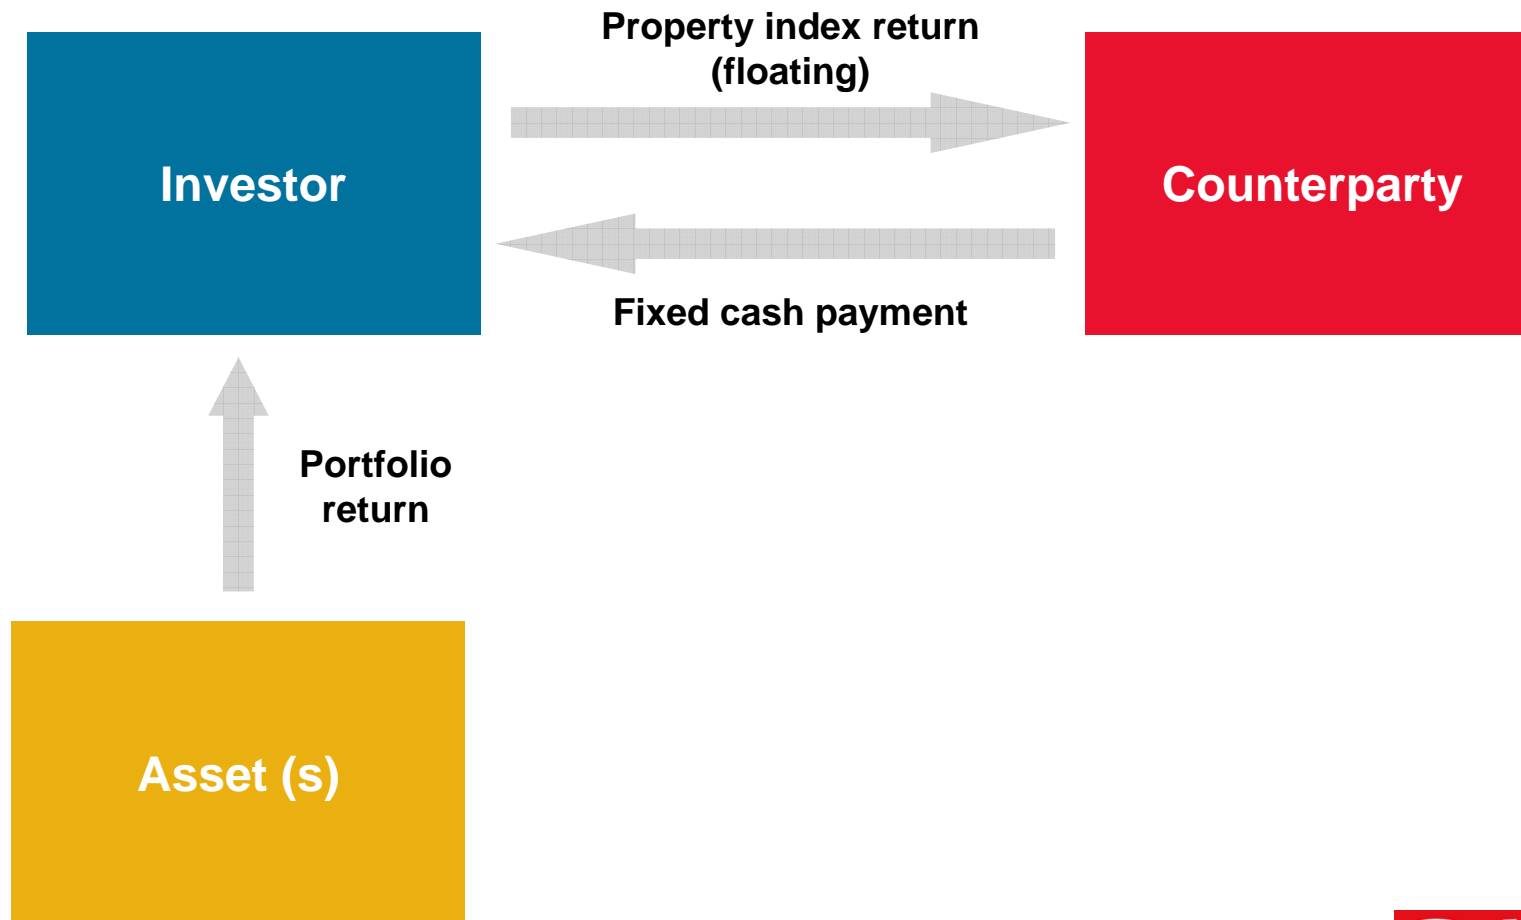 Property index return
(floating)
Investor
Counterparty
Fixed cash payment
Portfolio
return
Asset (s)